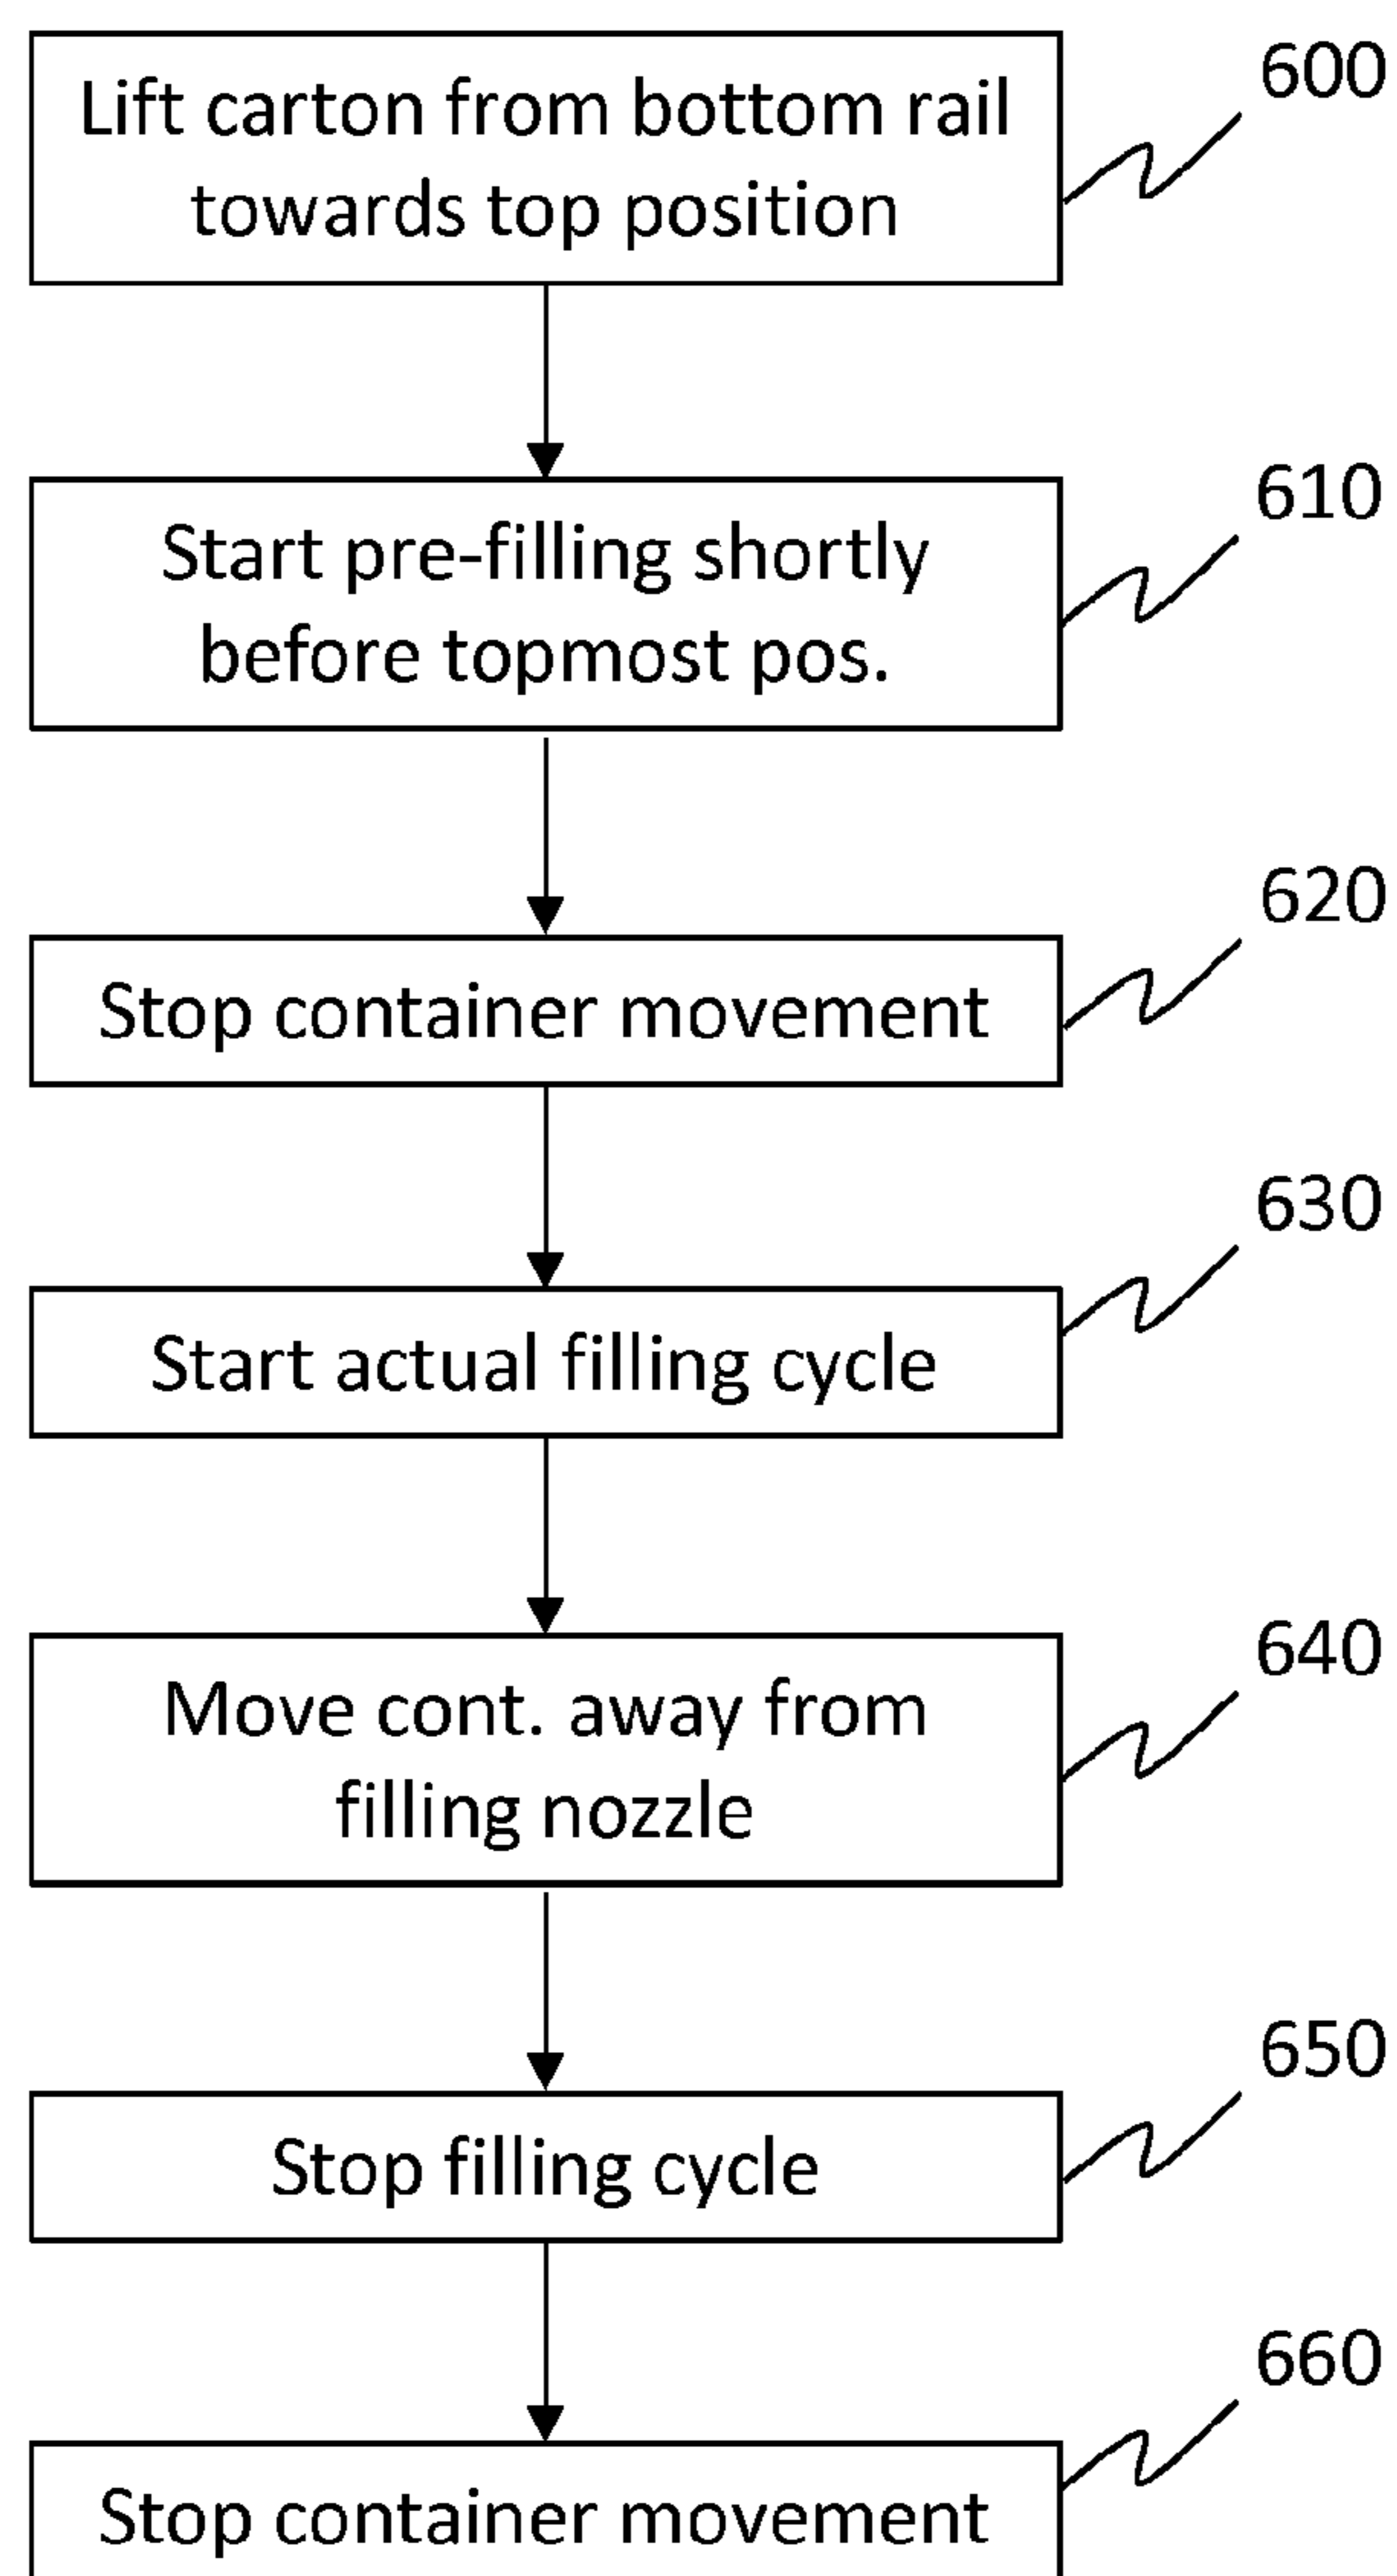 Lift carton from bottom rail
towards top position
600
Start pre-filling shortly
before topmost pos.
610
Stop container movement
620
Start actual filling cycle
630
Move cont. away from
filling nozzle
640
Stop filling cycle
650
Stop container movement
660